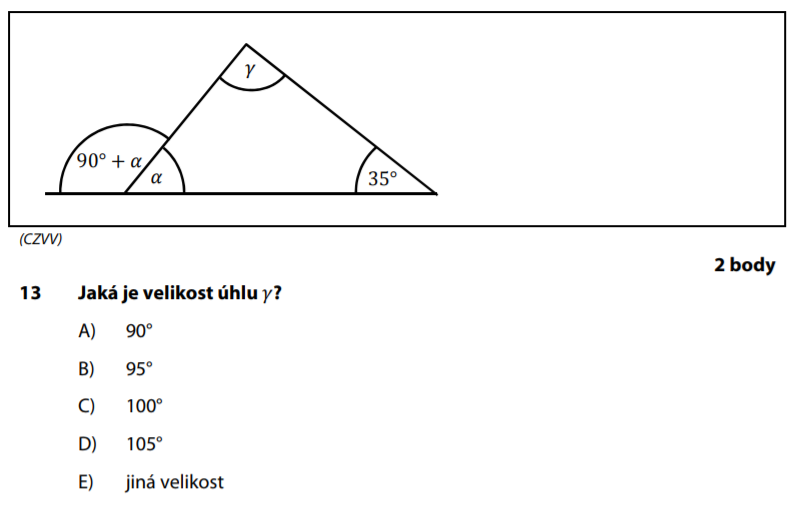 γ
90° + α
α
35°
(CZVV)
2 body
13 Jaká je velikost úhlu γ?
A) 90°
B) 95°
C) 100°
D) 105°
E) jiná velikost